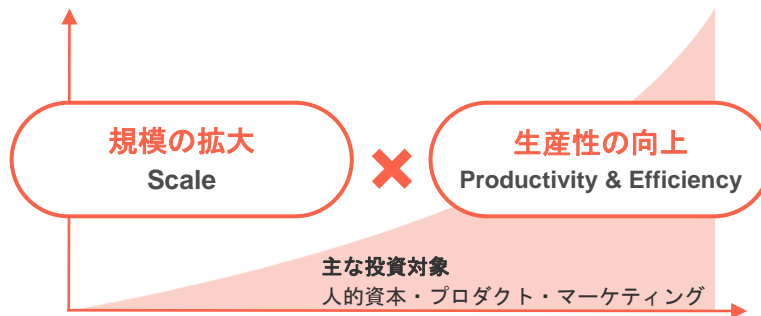 規模の拡大
Scale
×
生産性の向上
Productivity & Efficiency
主な投資対象
人的資本・プロダクト・マーケティング